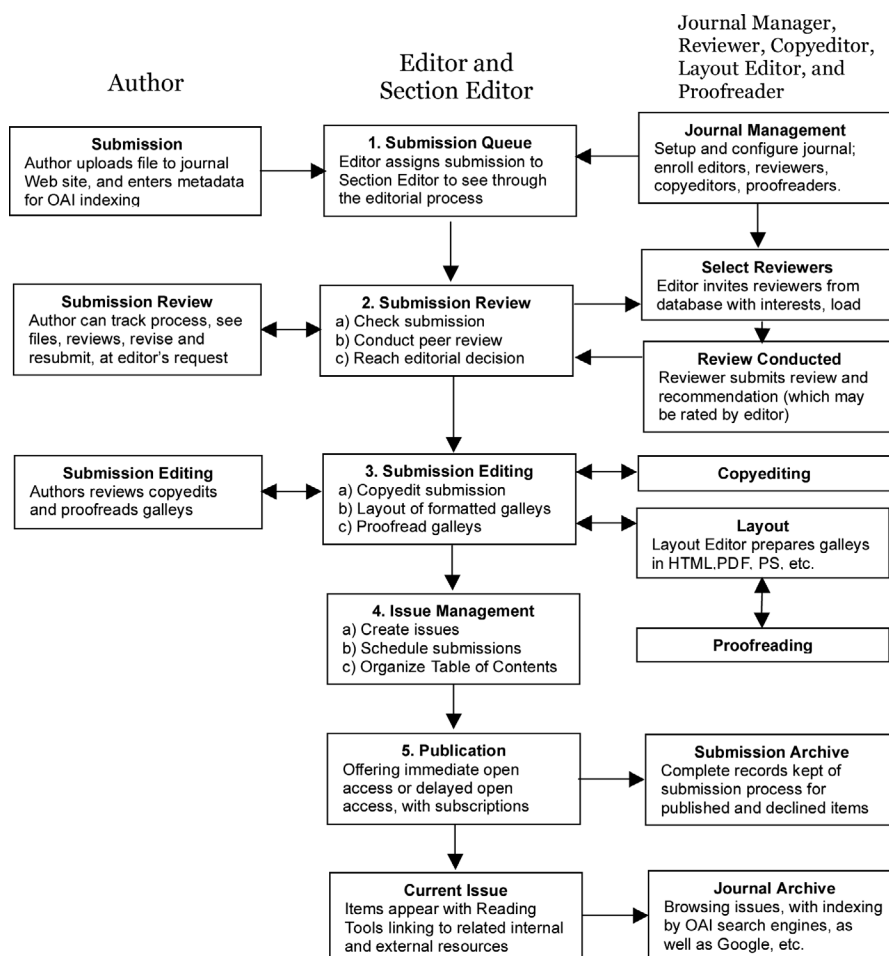 Author
Editor and
Section Editor
Journal Manager,
Reviewer, Copyeditor,
Layout Editor, and
Proofreader
Submission
Author uploads file to journal
Web site, and enters metadata
for OAI indexing
1. Submission Queue
Editor assigns submission to
Section Editor to see through
the editorial process
Journal Management
Setup and configure journal;
enroll editors, reviewers,
copyeditors, proofreaders.
Select Reviewers
Editor invites reviewers from
database with interests, load
Submission Review
Author can track process, see
files, reviews, revise and
resubmit, at editor's request
2. Submission Review
a) Check submission
b) Conduct peer review
c) Reach editorial decision
Review Conducted
Reviewer submits review and
recommendation (which may
be rated by editor)
Submission Editing
Authors reviews copyedits
and proofreads galleys
3. Submission Editing
a) Copyedit submission
b) Layout of formatted galleys
c) Proofread galleys
Copyediting
Layout
Layout Editor prepares galleys
in HTML,PDF, PS, etc.
Proofreading
4. Issue Management
a) Create issues
b) Schedule submissions
c) Organize Table of Contents
5. Publication
Offering immediate open
access or delayed open
access, with subscriptions
Submission Archive
Complete records kept of
submission process for
published and declined items
Current Issue
Items appear with Reading
Tools linking to related internal
and external resources
Journal Archive
Browsing issues, with indexing
by OAI search engines, as
well as Google, etc.